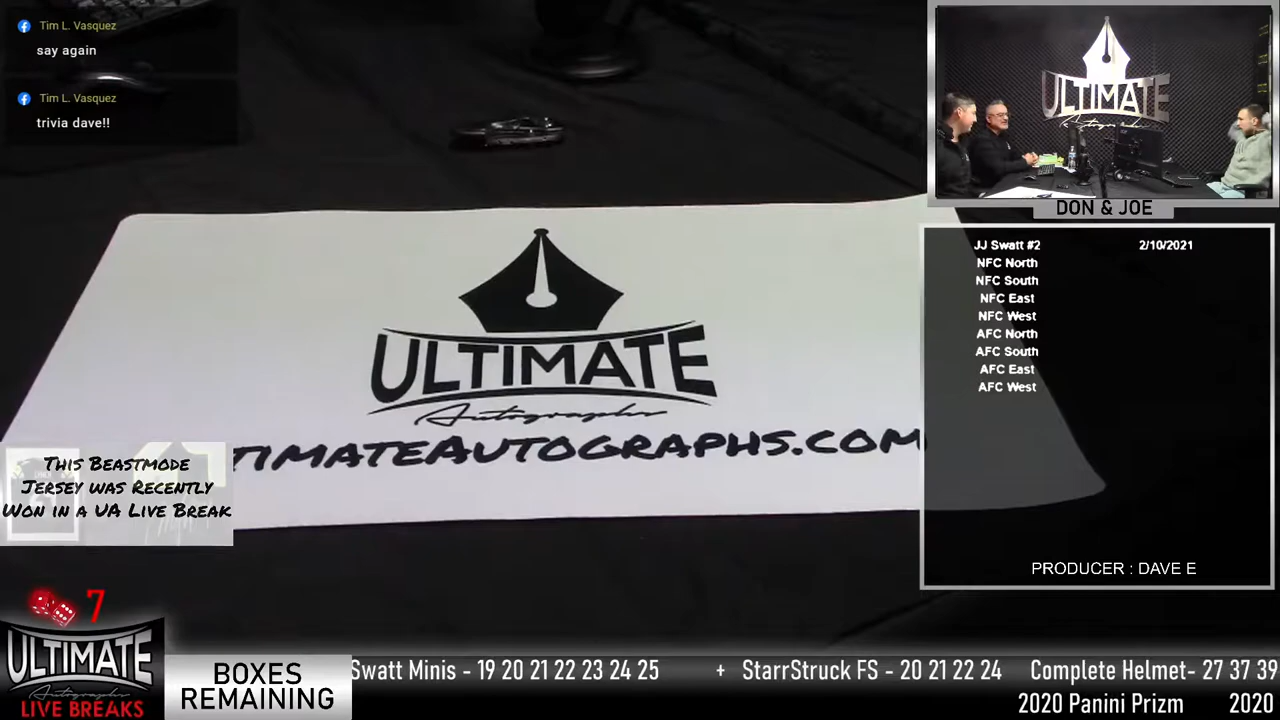 Tim L. Vasquez
say again
Tim L. Vasquez
trivia dave!!
ULTIMATE
Autographs
DON & JOE
JJ Swatt #2 2/10/2021
NFC North
NFC South
NFC East
NFC West
AFC North
AFC South
AFC East
AFC West
PRODUCER : DAVE E
ULTIMATE
Autographs
TIMATEAUTOGRAPHS.COM
THIS BEASTMODE
JERSEY WAS RECENTLY
WON IN A UA LIVE BREAK
7
ULTIMATE
Autographs
LIVE BREAKS
BOXES
REMAINING
Swatt Minis - 19 20 21 22 23 24 25 + StarrStruck FS - 20 21 22 24 Complete Helmet- 27 37 39
2020 Panini Prizm 2020